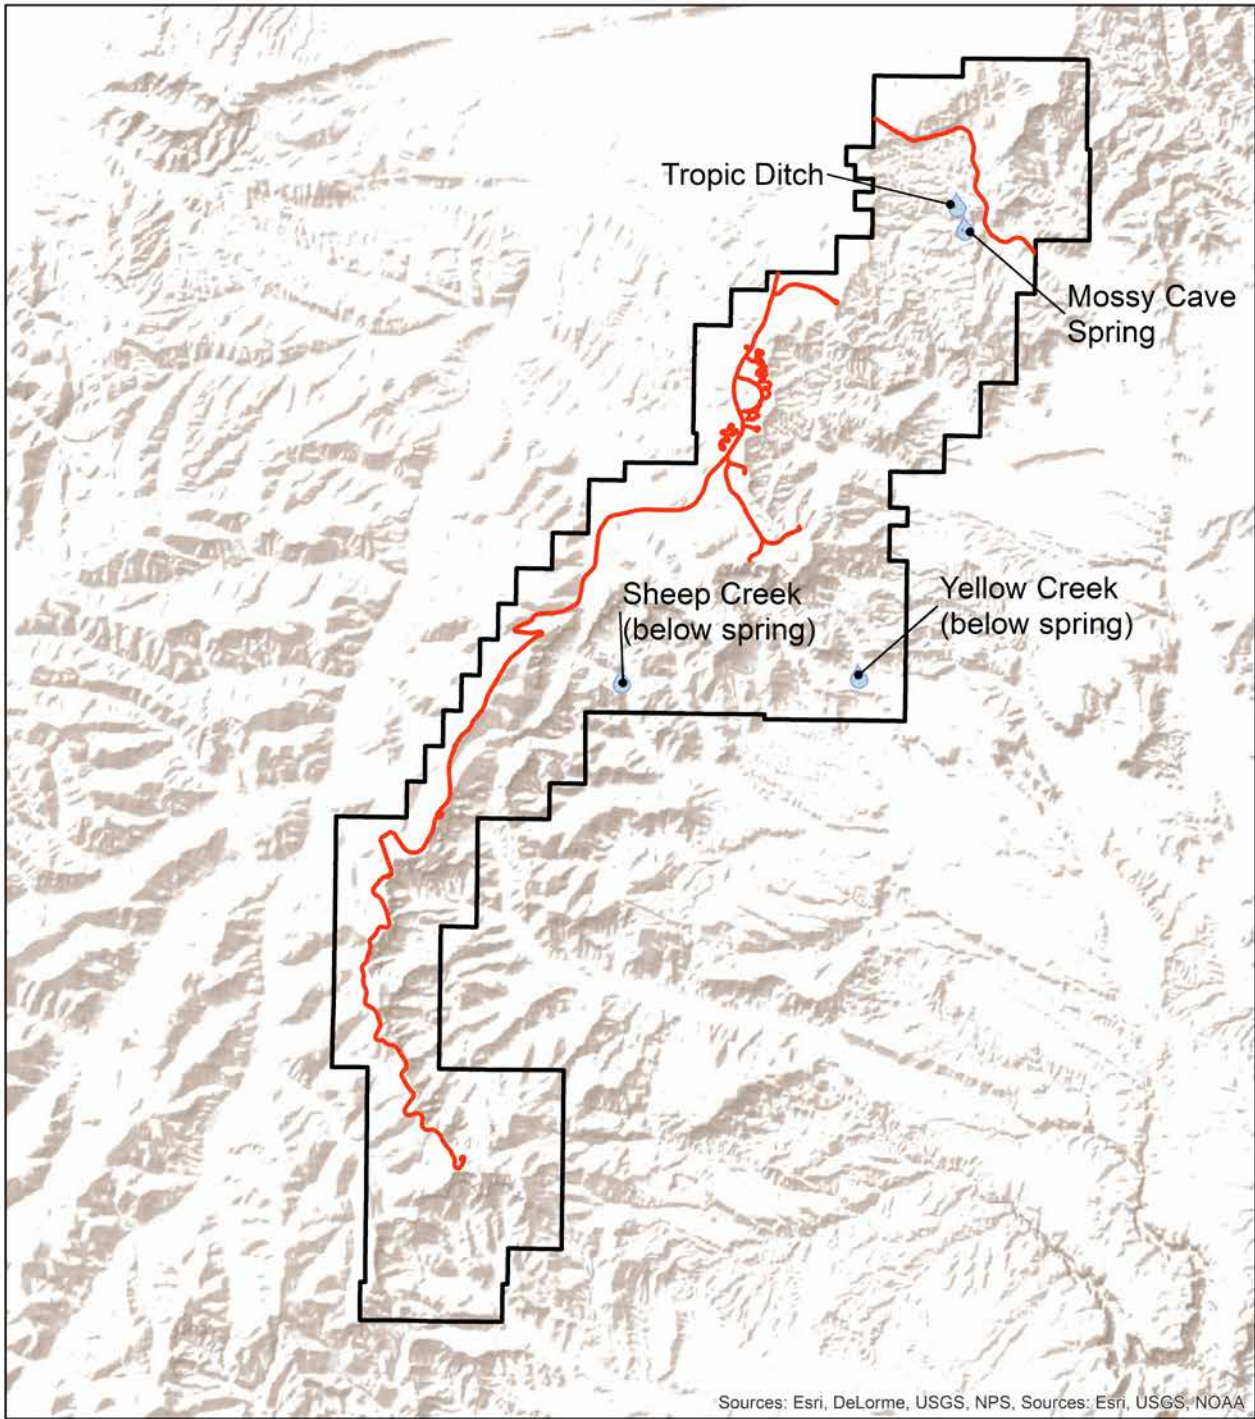 Tropic Ditch
Mossy Cave
Spring
Sheep Creek
(below spring)
Yellow Creek
(below spring)
Sources: Esri, DeLorme, USGS, NPS, Sources: Esri, USGS, NOAA